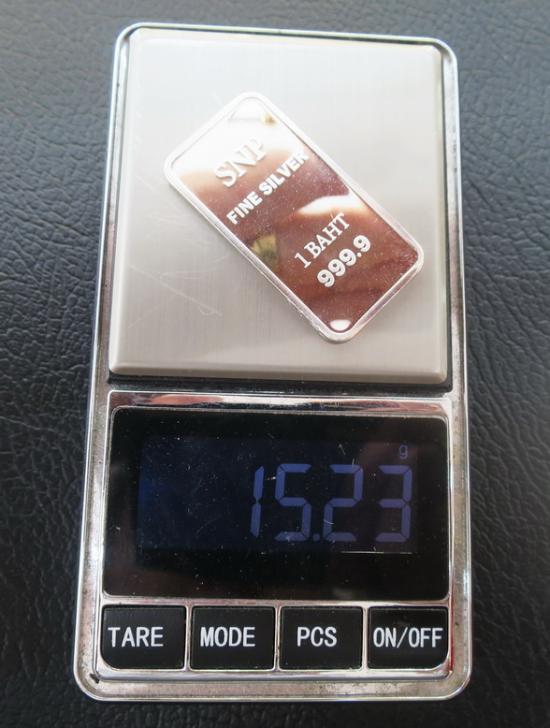 SNP
FINE SILVER
1 BAHT
999.9
g
15.23
TARE MODE PCS ON/OFF